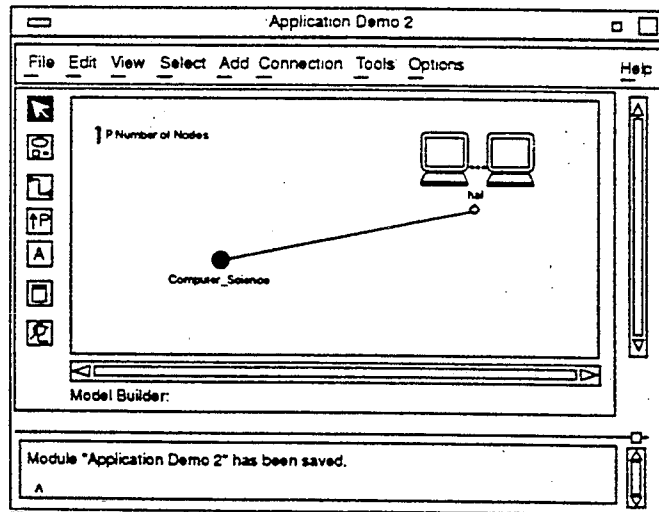 Application Demo 2
File Edit View Select Add Connection Tools Options Help
P Number of Nodes
hal
Computer_Science
↑P
A
Model Builder:
Module "Application Demo 2" has been saved.
^